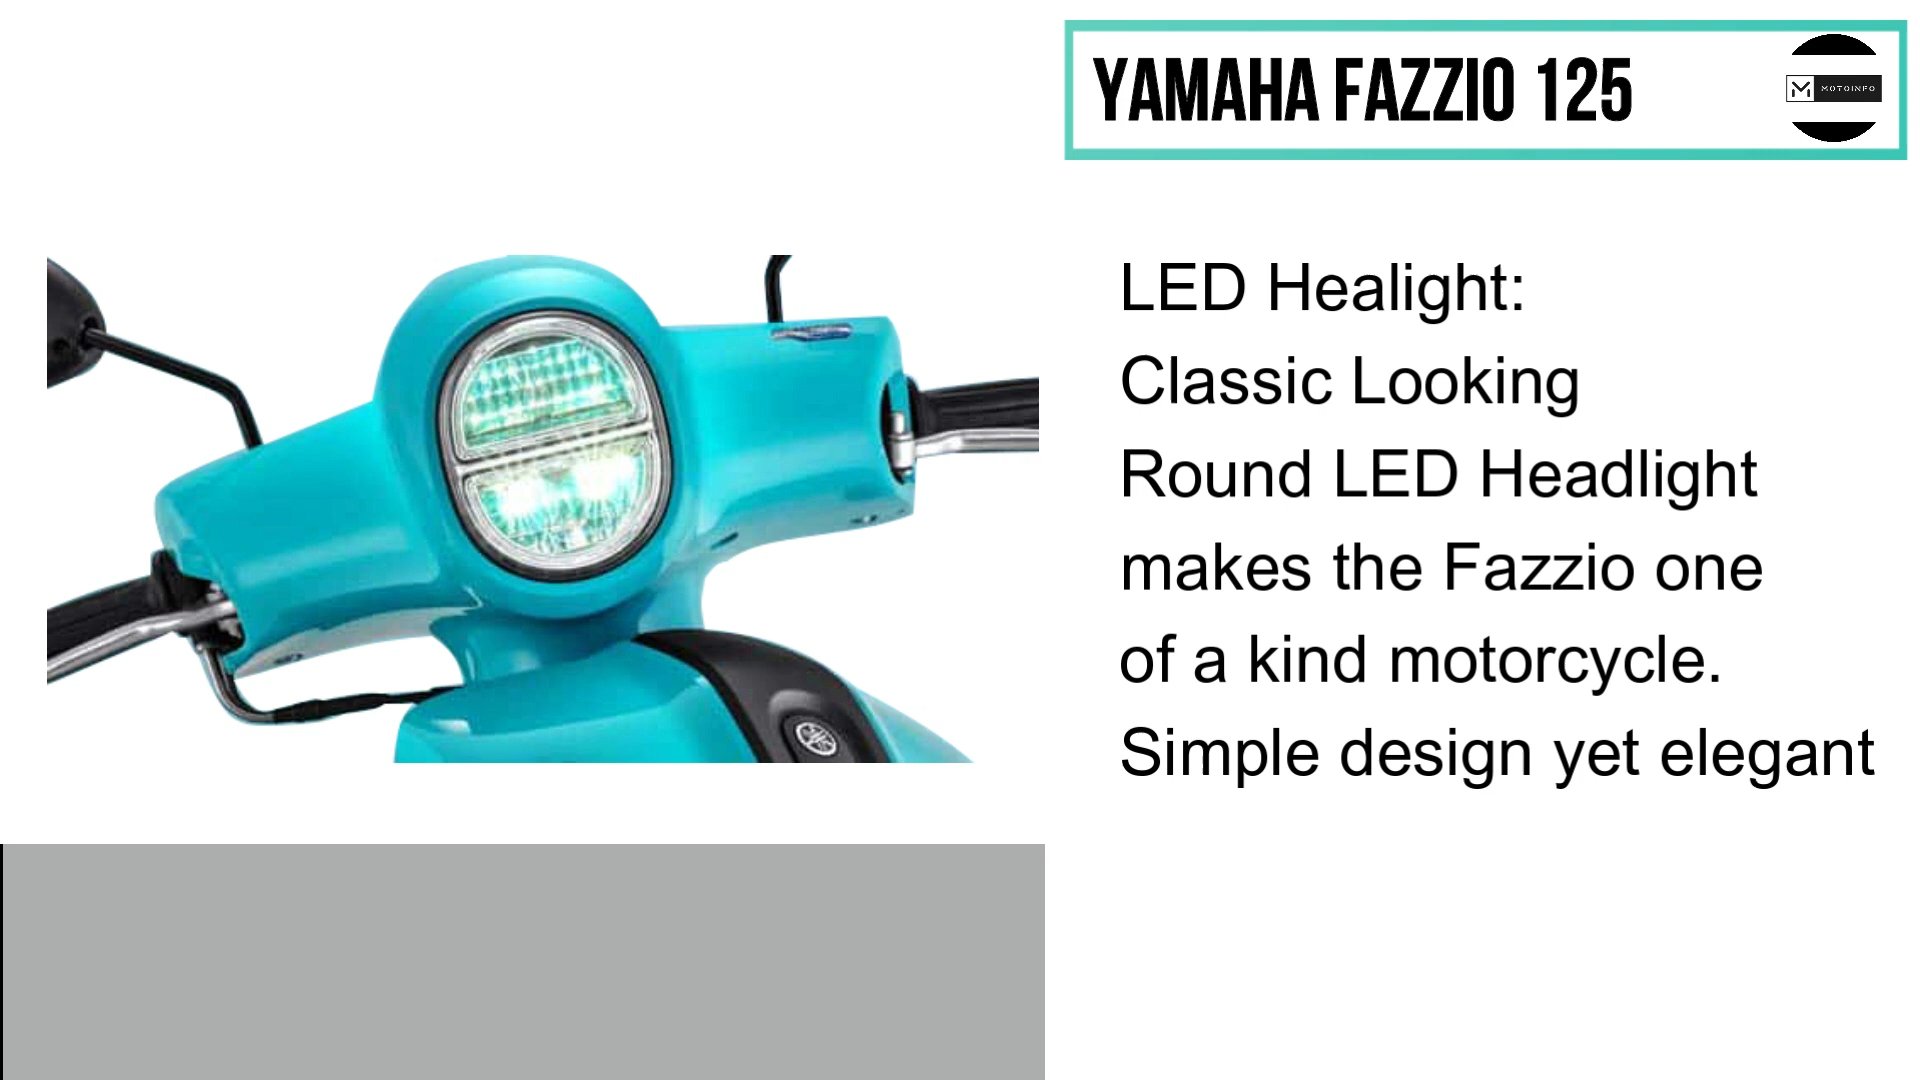 YAMAHA FAZZIO 125
M MOTOINFO
LED Healight:
Classic Looking
Round LED Headlight
makes the Fazzio one
of a kind motorcycle.
Simple design yet elegant